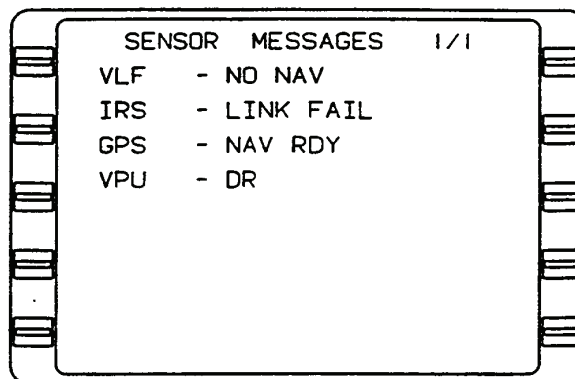 SENSOR MESSAGES 1/1
VLF - NO NAV
IRS - LINK FAIL
GPS - NAV RDY
VPU - DR